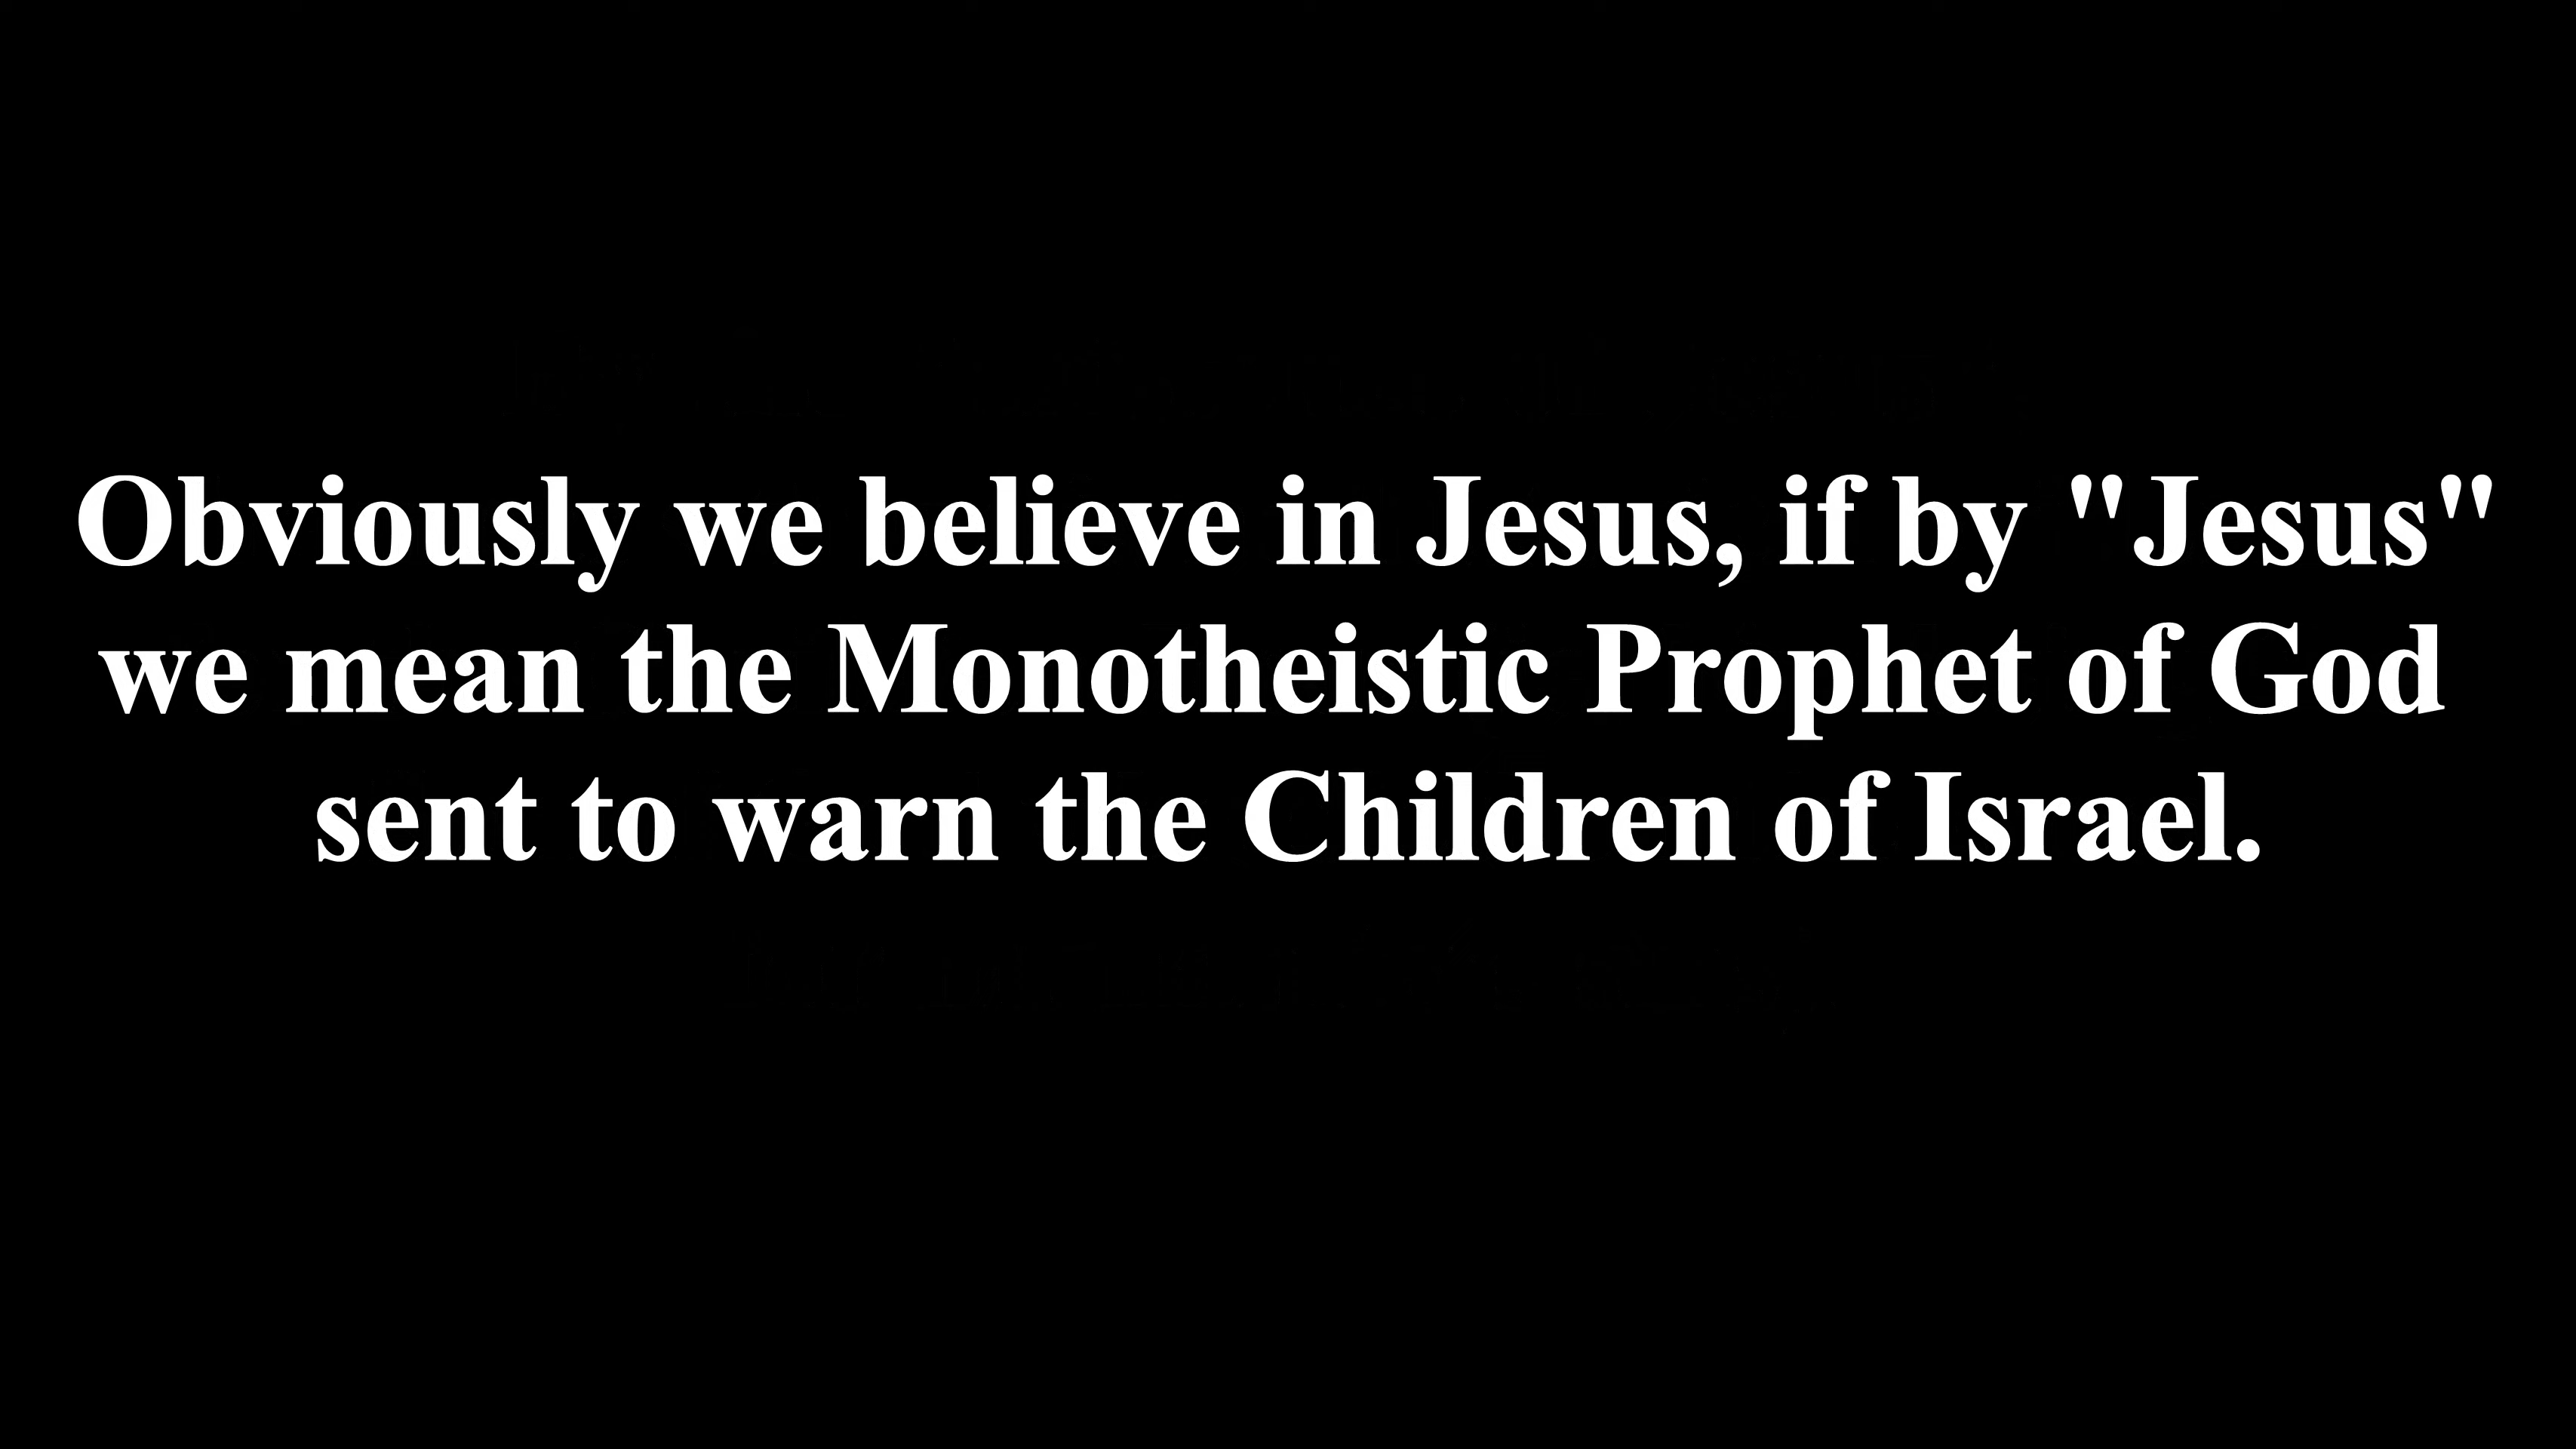 Obviously we believe in Jesus, if by "Jesus"
we mean the Monotheistic Prophet of God
sent to warn the Children of Israel.